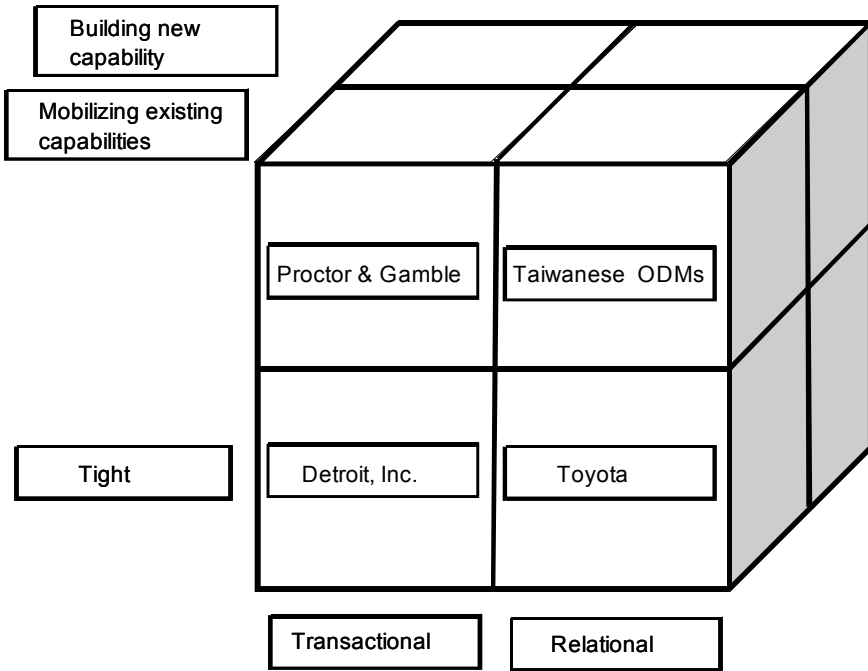 Building new
capability
Mobilizing existing
capabilities
Proctor & Gamble
Taiwanese ODMs
Tight
Detroit, Inc.
Toyota
Transactional
Relational